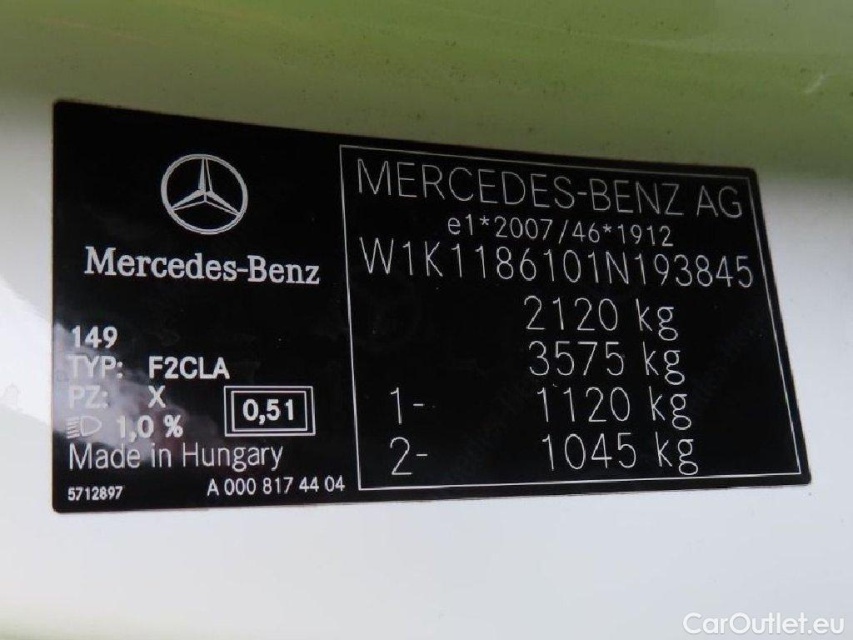 Mercedes-Benz
149
TYP: F2CLA
PZ: X
1,0 %
0,51
Made in Hungary
5712897
A 000 817 44 04
MERCEDES-BENZ AG
e1*2007/46*1912
W1K1186101N193845
2120 kg
3575 kg
1- 1120 kg
2- 1045 kg
CarOutlet.eu